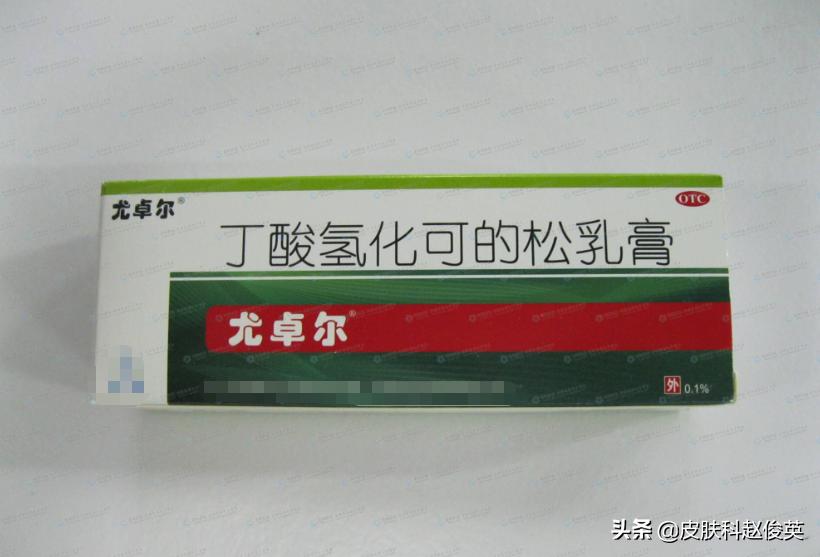 尤卓尔®
OTC
丁酸氢化可的松乳膏
尤卓尔®
外 0.1%
头条 @皮肤科赵俊英